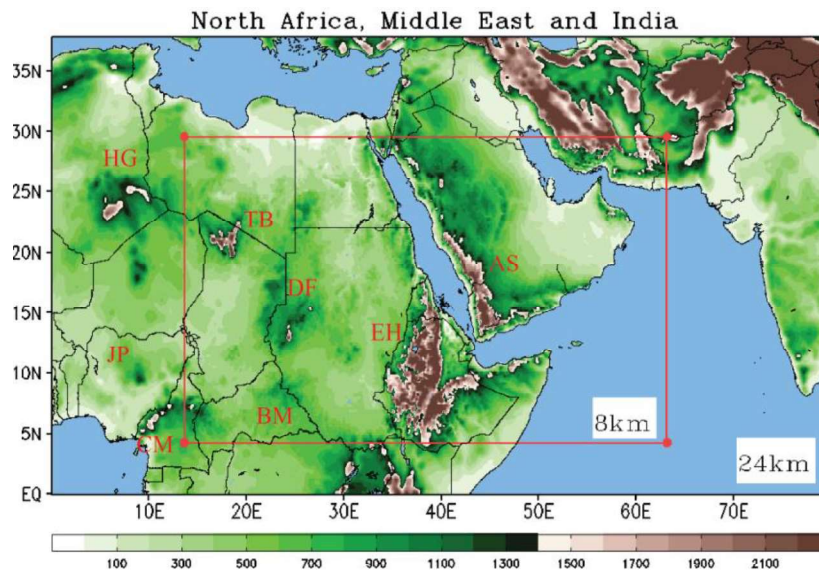 North Africa, Middle East and India
35N
30N
HG
25N
TB
20N
AS
DF
15N
EH
JP
10N
BM
8km
5N
CM
24km
EQ
10E 20E 30E 40E 50E 60E 70E
100 300 500 700 900 1100 1300 1500 1700 1900 2100